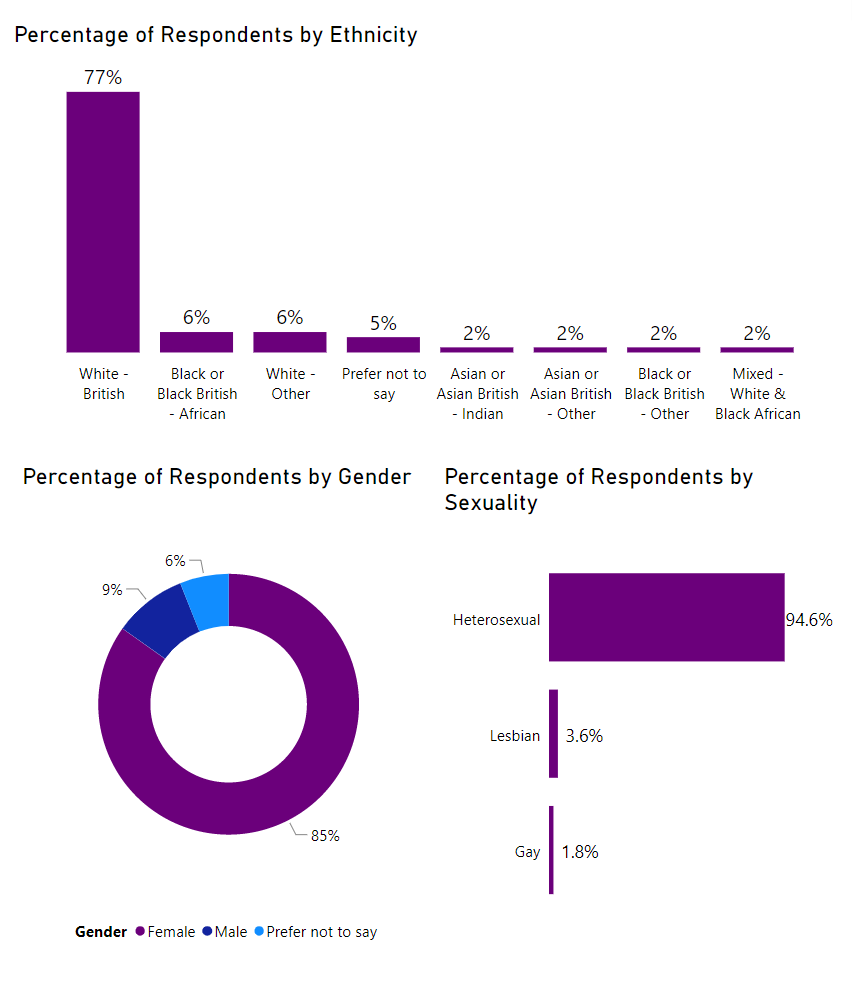 Percentage of Respondents by Ethnicity
77%
6%
6%
5%
2%
2%
2%
2%
White -
British
Black or
Black British
- African
White -
Other
Prefer not to
say
Asian or
Asian British
- Indian
Asian or
Asian British
- Other
Black or
Black British
- Other
Mixed -
White &
Black African
Percentage of Respondents by Gender
6%
9%
85%
Gender Female Male Prefer not to say
Percentage of Respondents by
Sexuality
Heterosexual
94.6%
Lesbian
3.6%
Gay
1.8%